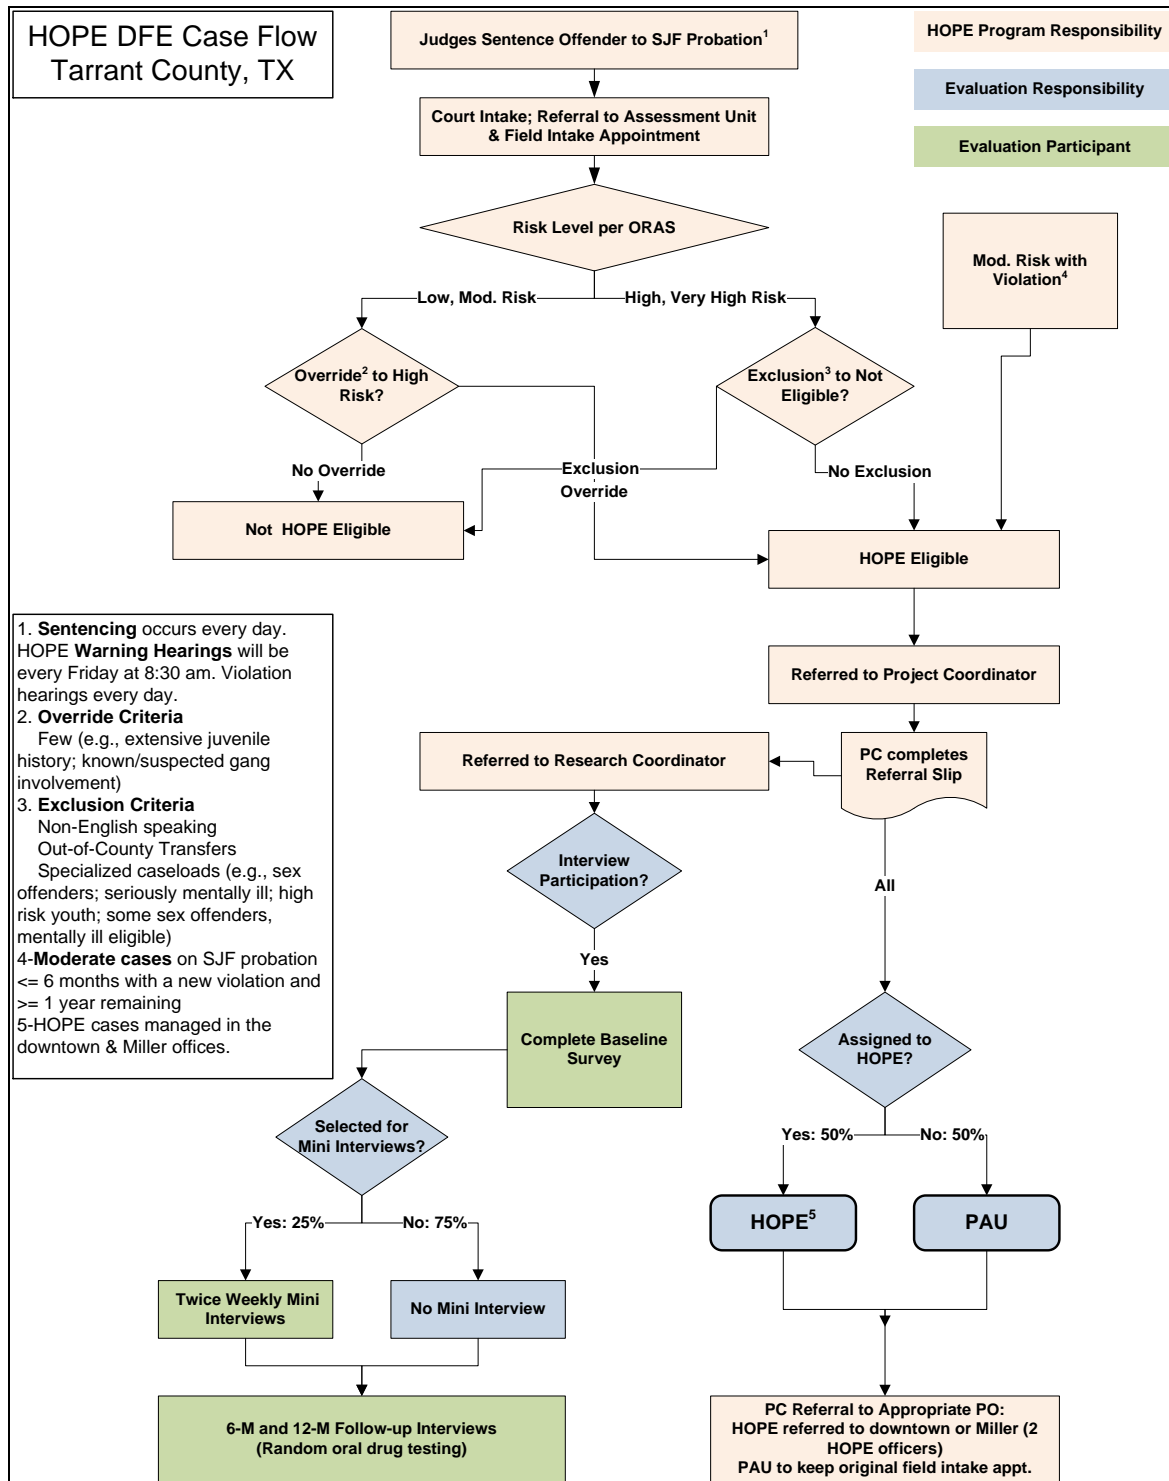 HOPE DFE Case Flow
Tarrant County, TX
Judges Sentence Offender to SJF Probation1
HOPE Program Responsibility
Evaluation Responsibility
Evaluation Participant
Court Intake; Referral to Assessment Unit
& Field Intake Appointment
Risk Level per ORAS
Mod. Risk with
Violation4
Low, Mod. Risk
High, Very High Risk
Override2 to High
Risk?
Exclusion3 to Not
Eligible?
No Override
Exclusion
Override
No Exclusion
Not HOPE Eligible
HOPE Eligible
1. Sentencing occurs every day.
HOPE Warning Hearings will be
every Friday at 8:30 am. Violation
hearings every day.
2. Override Criteria
Few (e.g., extensive juvenile
history; known/suspected gang
involvement)
3. Exclusion Criteria
Non-English speaking
Out-of-County Transfers
Specialized caseloads (e.g., sex
offenders; seriously mentally ill; high
risk youth; some sex offenders,
mentally ill eligible)
4-Moderate cases on SJF probation
<= 6 months with a new violation and
>= 1 year remaining
5-HOPE cases managed in the
downtown & Miller offices.
Referred to Project Coordinator
Referred to Research Coordinator
PC completes
Referral Slip
Interview
Participation?
All
Yes
Complete Baseline
Survey
Assigned to
HOPE?
Selected for
Mini Interviews?
Yes: 50%
No: 50%
Yes: 25%
No: 75%
HOPE5
PAU
Twice Weekly Mini
Interviews
No Mini Interview
6-M and 12-M Follow-up Interviews
(Random oral drug testing)
PC Referral to Appropriate PO:
HOPE referred to downtown or Miller (2
HOPE officers)
PAU to keep original field intake appt.